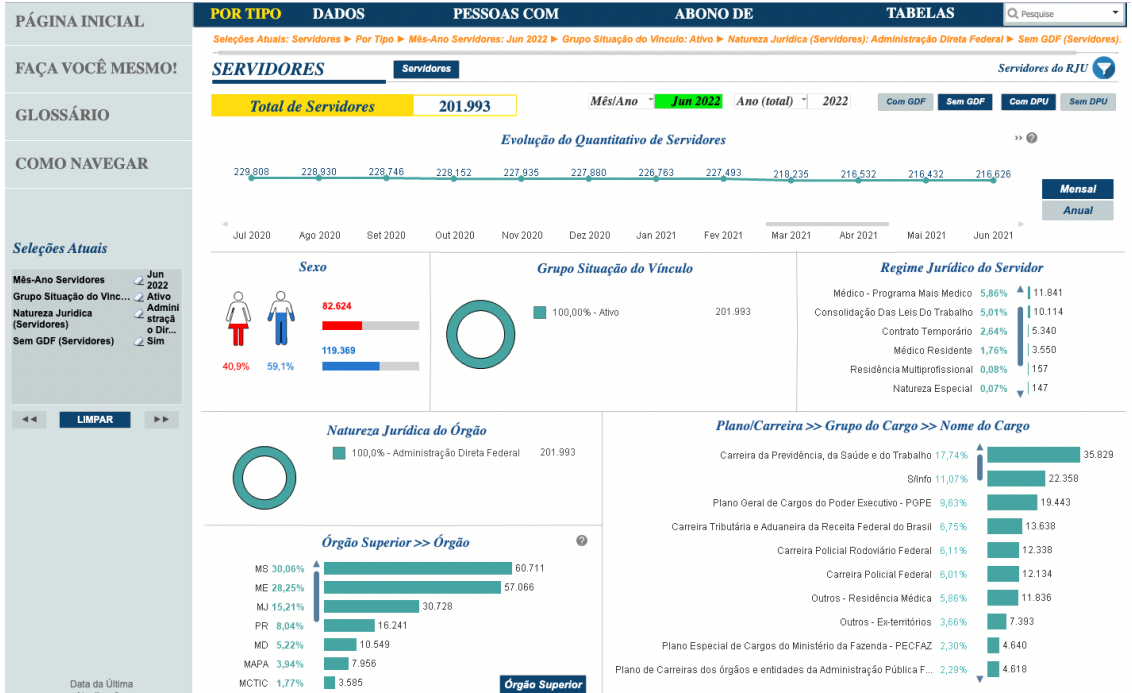 PÁGINA INICIAL
FAÇA VOCÊ MESMO!
GLOSSÁRIO
COMO NAVEGAR
Seleções Atuais
Mês-Ano Servidores Jun 2022
Grupo Situação do Vinc... Ativo
Natureza Juridica (Servidores) Admini straçã o Dir...
Sem GDF (Servidores) Sim
◄◄ LIMPAR ►►
Data da Última
POR TIPO DADOS PESSOAS COM ABONO DE TABELAS Pesquise
Seleções Atuais: Servidores ► Por Tipo ► Mês-Ano Servidores: Jun 2022 ► Grupo Situação do Vinculo: Ativo ► Natureza Juridica (Servidores): Administração Direta Federal ► Sem GDF (Servidores):
SERVIDORES Servidores Servidores do RJU
Total de Servidores 201.993 Mês/Ano Jun 2022 Ano (total) 2022 Com GDF Sem GDF Com DPU Sem DPU
Evolução do Quantitativo de Servidores ›› ?
229,808 228,930 228,746 228,152 227,935 227,880 226,763 227,493 218,235 216,532 216,432 216,626
Mensal
Anual
Jul 2020 Ago 2020 Set 2020 Out 2020 Nov 2020 Dez 2020 Jan 2021 Fev 2021 Mar 2021 Abr 2021 Mai 2021 Jun 2021
Sexo
82.624
119.369
40,9% 59,1%
Grupo Situação do Vínculo
100,00% - Ativo 201.993
Regime Jurídico do Servidor
Médico - Programa Mais Medico 5,86% 11.841
Consolidação Das Leis Do Trabalho 5,01% 10.114
Contrato Temporário 2,64% 5.340
Médico Residente 1,76% 3.550
Residência Multiprofissional 0,08% 157
Natureza Especial 0,07% 147
Natureza Jurídica do Órgão
100,0% - Administração Direta Federal 201.993
Órgão Superior >> Órgão ?
MS 30,06% 60.711
ME 28,25% 57.066
MJ 15,21% 30.728
PR 8,04% 16.241
MD 5,22% 10.549
MAPA 3,94% 7.956
MCTIC 1,77% 3.585
Órgão Superior
Plano/Carreira >> Grupo do Cargo >> Nome do Cargo
Carreira da Previdência, da Saúde e do Trabalho 17,74% 35.829
S/Info 11,07% 22.358
Plano Geral de Cargos do Poder Executivo - PGPE 9,63% 19.443
Carreira Tributária e Aduaneira da Receita Federal do Brasil 6,75% 13.638
Carreira Policial Rodoviário Federal 6,11% 12.338
Carreira Policial Federal 6,01% 12.134
Outros - Residência Médica 5,86% 11.836
Outros - Ex-territórios 3,66% 7.393
Plano Especial de Cargos do Ministério da Fazenda - PECFAZ 2,30% 4.640
Plano de Carreiras dos órgãos e entidades da Administração Pública F... 2,29% 4.618